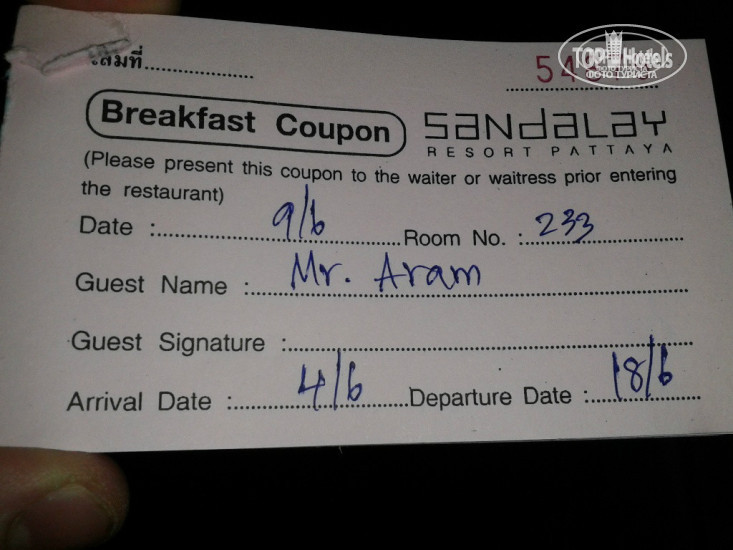 เล่มที่
54
TOP Hotels
ФОТО ТУРИСТА
Breakfast Coupon
SANDALAY
RESORT PATTAYA
(Please present this coupon to the waiter or waitress prior entering
the restaurant)
Date : 9/6 Room No. : 233
Guest Name : Mr. Aram
Guest Signature :
Arrival Date : 4/6 Departure Date : 18/6